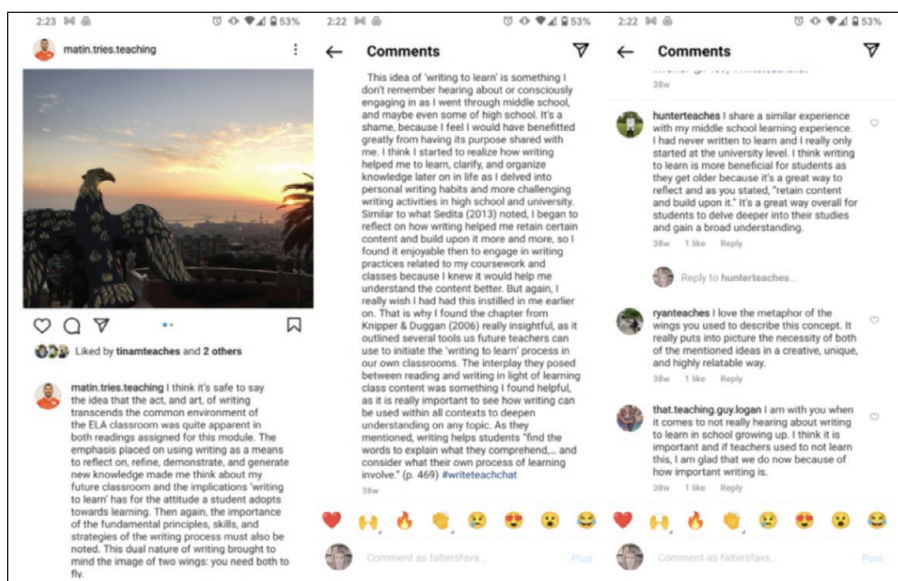 2:23
53%
matin.tries.teaching
Liked by tinamteaches and 2 others
matin.tries.teaching I think it's safe to say
the idea that the act, and art, of writing
transcends the common environment of
the ELA classroom was quite apparent in
both readings assigned for this module. The
emphasis placed on using writing as a means
to reflect on, refine, demonstrate, and generate
new knowledge made me think about my
future classroom and the implications 'writing
to learn' has for the attitude a student adopts
towards learning. Then again, the importance
of the fundamental principles, skills, and
strategies of the writing process must also be
noted. This dual nature of writing brought to
mind the image of two wings: you need both to
fly.
2:22
53%
Comments
This idea of 'writing to learn' is something I
don't remember hearing about or consciously
engaging in as I went through middle school,
and maybe even some of high school. It's a
shame, because I feel I would have benefitted
greatly from having its purpose shared with
me. I think I started to realize how writing
helped me to learn, clarify, and organize
knowledge later on in life as I delved into
personal writing habits and more challenging
writing activities in high school and university.
Similar to what Sedita (2013) noted, I began to
reflect on how writing helped me retain certain
content and build upon it more and more, so I
found it enjoyable then to engage in writing
practices related to my coursework and
classes because I knew it would help me
understand the content better. But again, I
really wish I had had this instilled in me earlier
on. That is why I found the chapter from
Knipper & Duggan (2006) really insightful, as it
outlined several tools us future teachers can
use to initiate the 'writing to learn' process in
our own classrooms. The interplay they posed
between reading and writing in light of learning
class content was something I found helpful,
as it is really important to see how writing can
be used within all contexts to deepen
understanding on any topic. As they
mentioned, writing helps students "find the
words to explain what they comprehend,... and
consider what their own process of learning
involve." (p. 469) #writeteachchat
38w
Comment as faltersfavs...
Post
2:22
53%
Comments
38w
hunterteaches I share a similar experience
with my middle school learning experience.
I had never written to learn and I really only
started at the university level. I think writing
to learn is more beneficial for students as
they get older because it's a great way to
reflect and as you stated, "retain content
and build upon it." It's a great way overall for
students to delve deeper into their studies
and gain a broad understanding.
38w 1 like Reply
Reply to hunterteaches...
ryanteaches I love the metaphor of the
wings you used to describe this concept. It
really puts into picture the necessity of both
of the mentioned ideas in a creative, unique,
and highly relatable way.
38w 1 like Reply
that.teaching.guy.logan I am with you when
it comes to not really hearing about writing
to learn in school growing up. I think it is
important and if teachers used to not learn
this, I am glad that we do now because of
how important writing is.
38w 1 like Reply
Comment as faltersfavs...
Post